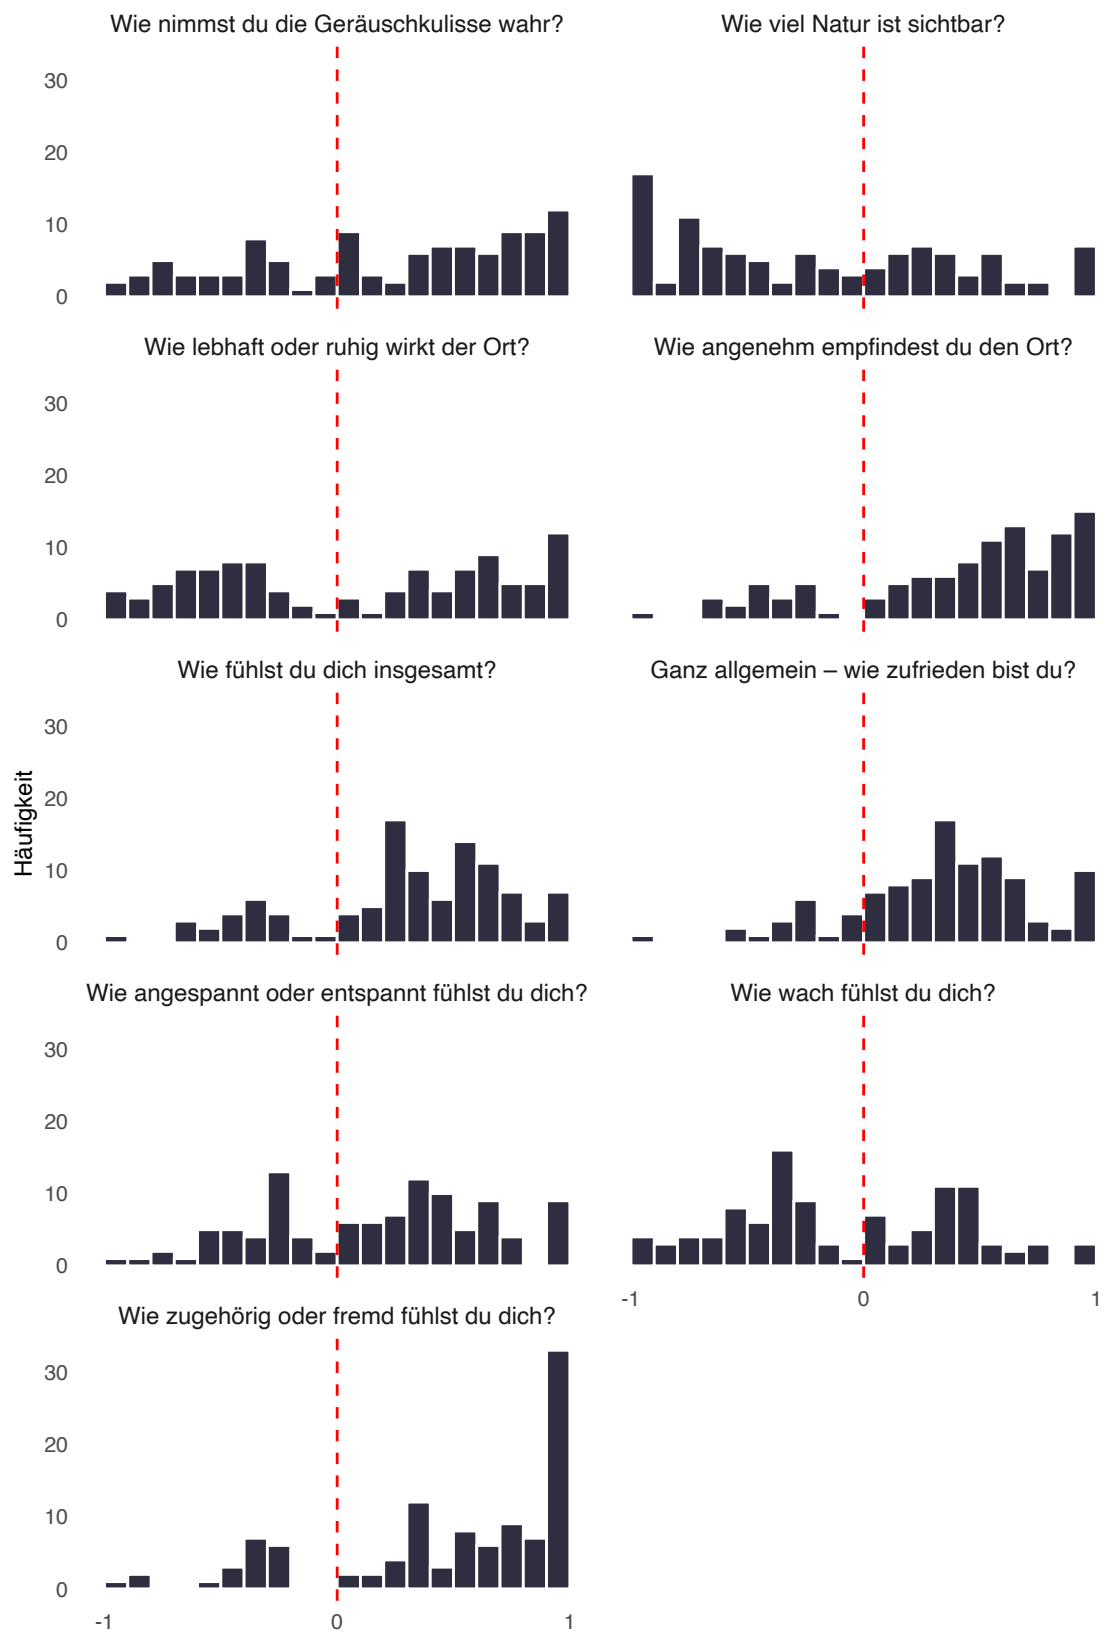 Wie nimmst du die Geräuschkulisse wahr?
Wie viel Natur ist sichtbar?
30
20
10
0
Wie lebhaft oder ruhig wirkt der Ort?
Wie angenehm empfindest du den Ort?
30
20
10
0
Wie fühlst du dich insgesamt?
Ganz allgemein – wie zufrieden bist du?
30
20
10
0
Häufigkeit
Wie angespannt oder entspannt fühlst du dich?
Wie wach fühlst du dich?
30
20
10
0
-1 0 1
Wie zugehörig oder fremd fühlst du dich?
30
20
10
0
-1 0 1